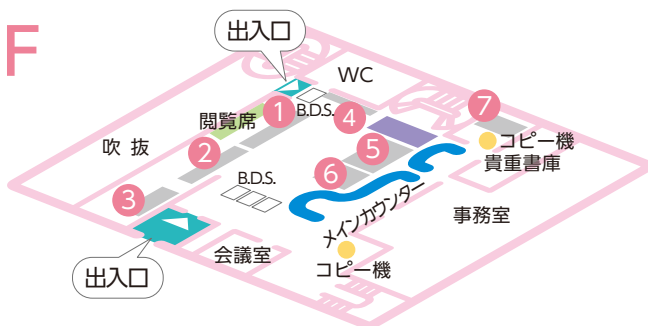 F
出入口
WC
B.D.S.
閲覧席
1
4
7
吹抜
2
5
コピー機
貴重書庫
6
B.D.S.
3
メインカウンター
事務室
会議室
コピー機
出入口